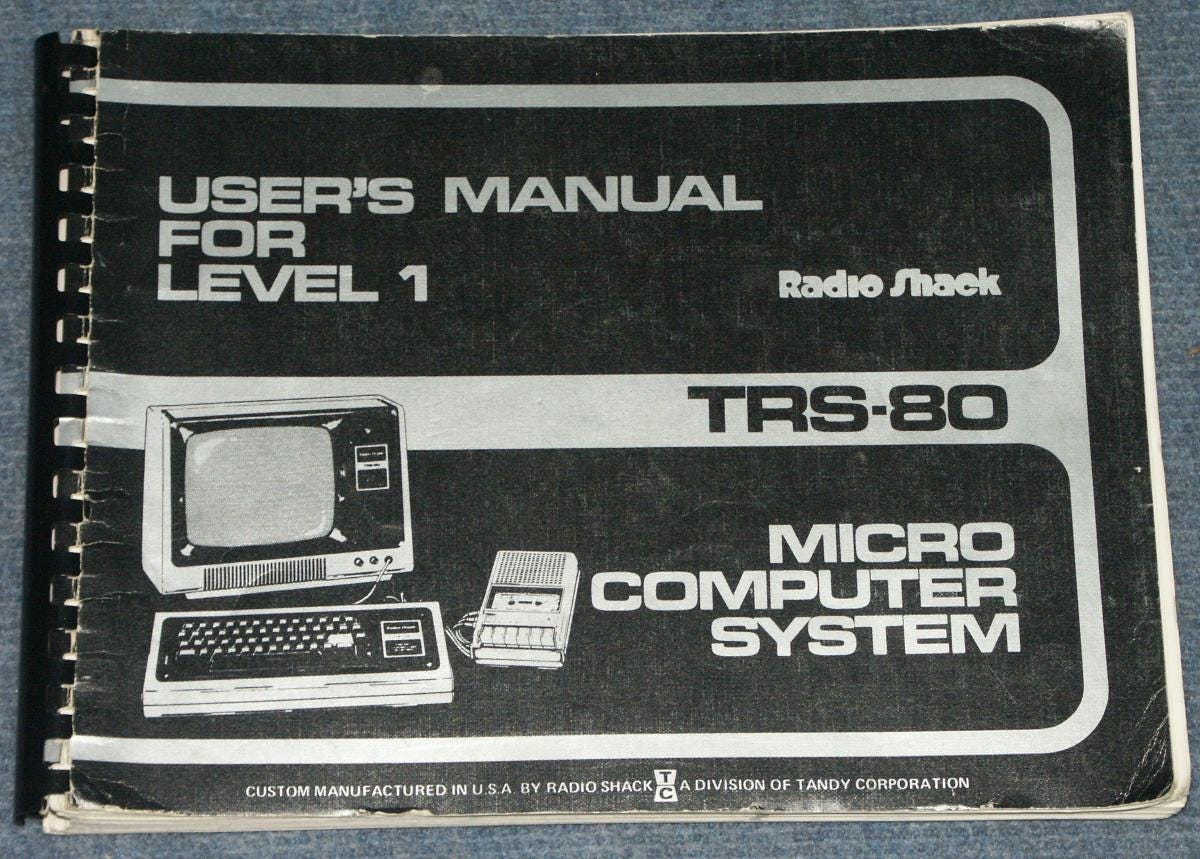 USER'S MANUAL
FOR
LEVEL 1
Radio Shack
TRS-80
MICRO
COMPUTER
SYSTEM
CUSTOM MANUFACTURED IN U.S.A. BY RADIO SHACK TC A DIVISION OF TANDY CORPORATION